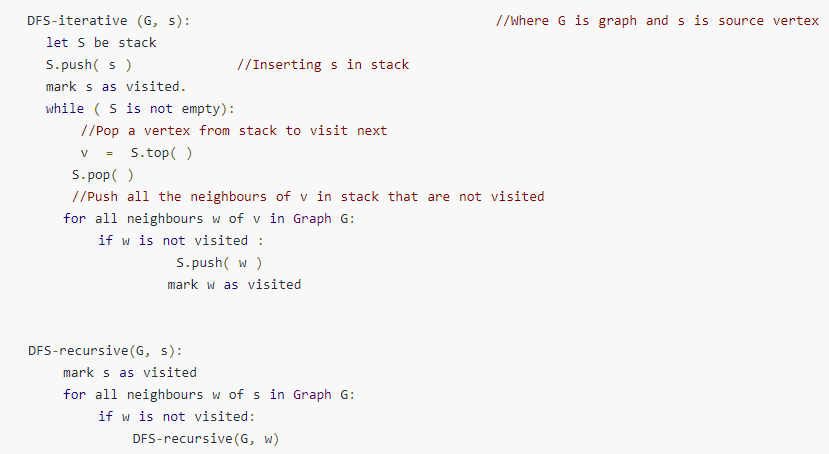 DFS-iterative (G, s): //Where G is graph and s is source vertex
let S be stack
S.push( s ) //Inserting s in stack
mark s as visited.
while ( S is not empty):
//Pop a vertex from stack to visit next
v = S.top( )
S.pop( )
//Push all the neighbours of v in stack that are not visited
for all neighbours w of v in Graph G:
if w is not visited :
S.push( w )
mark w as visited
DFS-recursive(G, s):
mark s as visited
for all neighbours w of s in Graph G:
if w is not visited:
DFS-recursive(G, w)